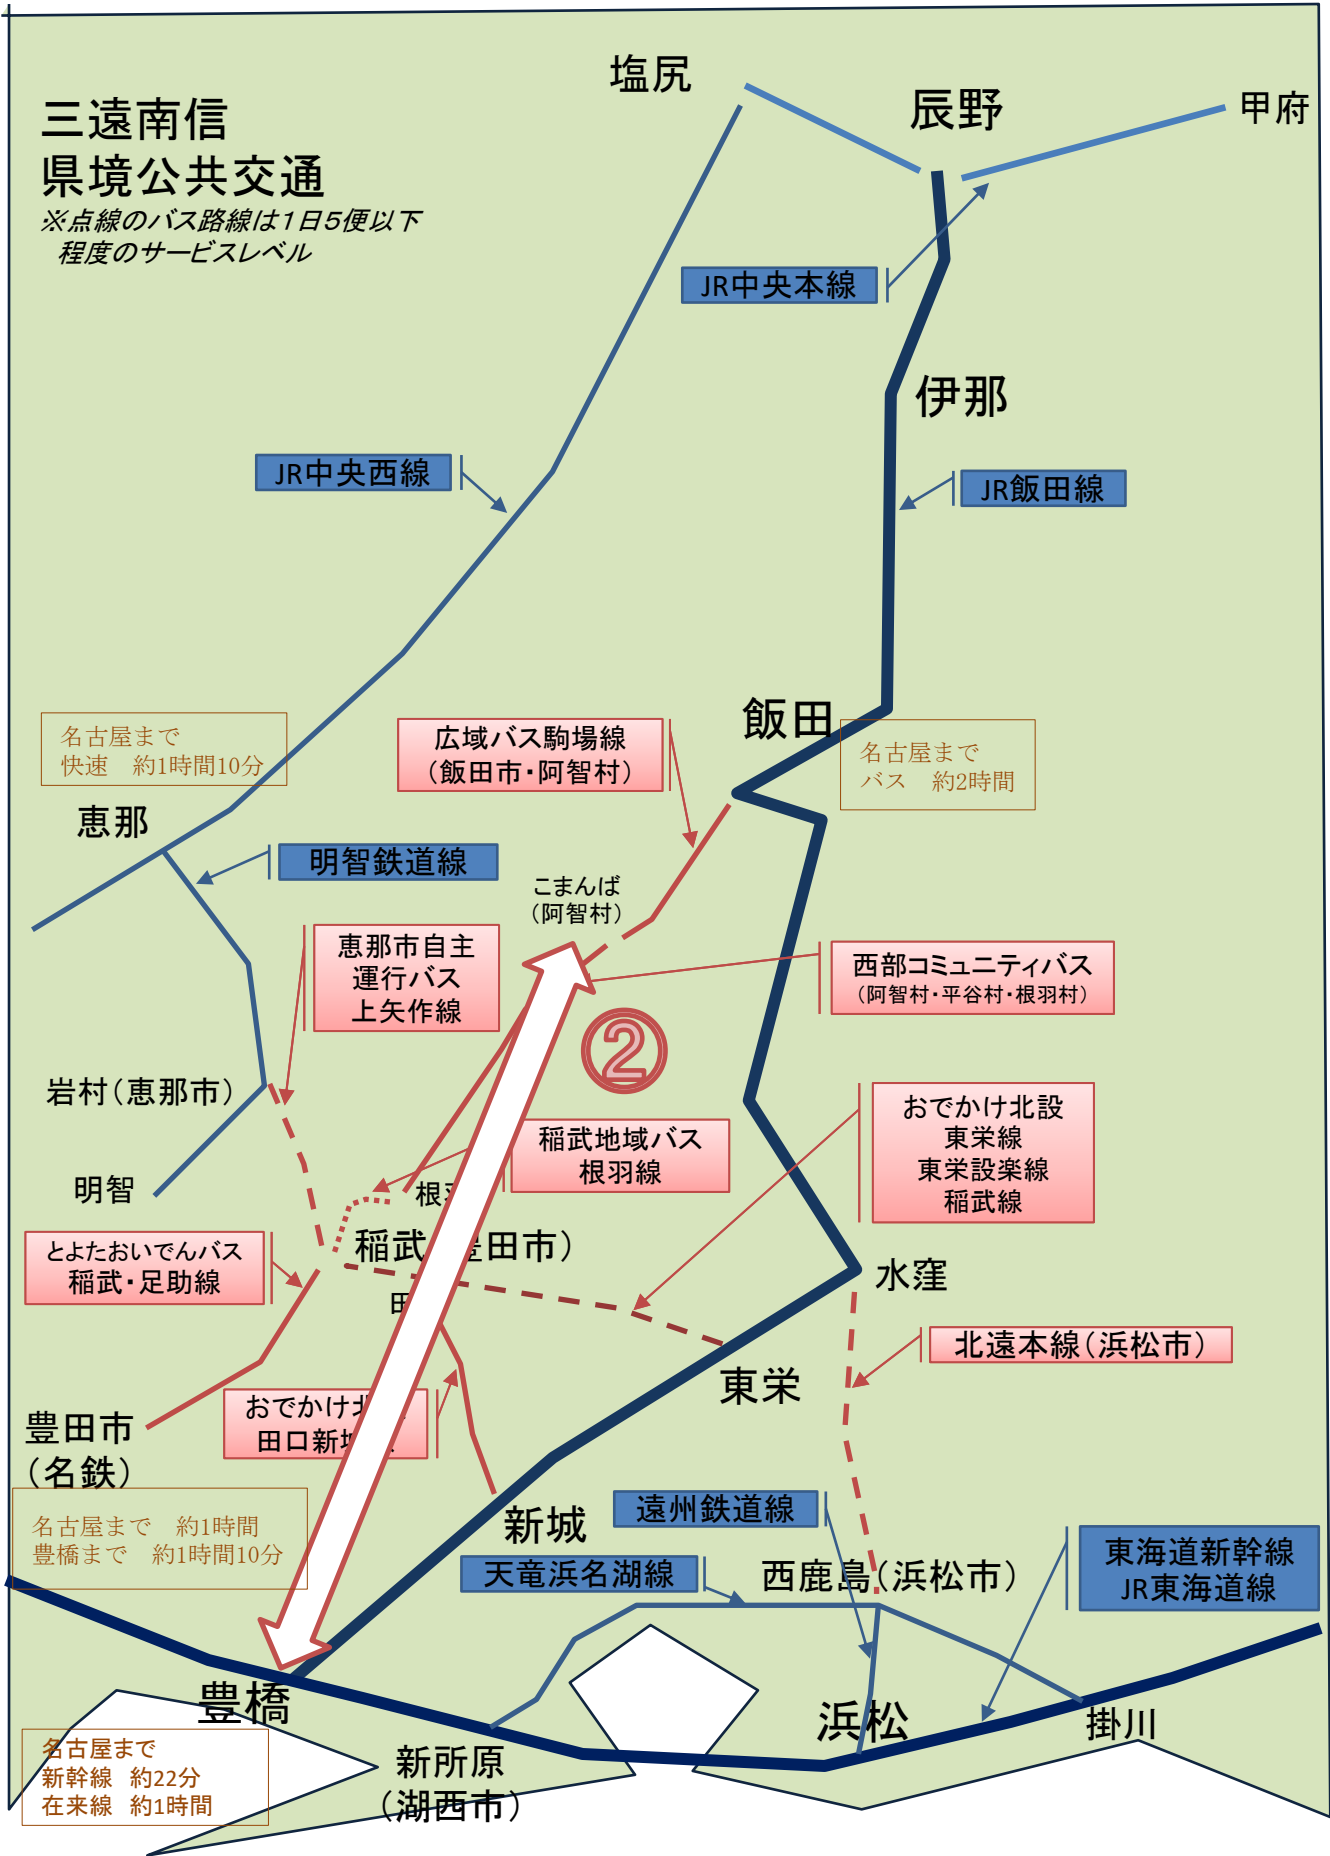 塩尻
辰野
甲府
三遠南信
県境公共交通
※点線のバス路線は1日5便以下
程度のサービスレベル
JR中央本線
伊那
JR中央西線
JR飯田線
飯田
名古屋まで
快速 約1時間10分
広域バス駒場線
(飯田市・阿智村)
名古屋まで
バス 約2時間
恵那
明智鉄道線
こまんば
(阿智村)
恵那市自主
運行バス
上矢作線
西部コミュニティバス
(阿智村・平谷村・根羽村)
②
岩村(恵那市)
おでかけ北設
東栄線
東栄設楽線
稲武線
稲武地域バス
根羽線
明智
根
稲武 田市)
とよたおいでんバス
稲武・足助線
水窪
北遠本線(浜松市)
東栄
おでかけ北
田口新
豊田市
(名鉄)
新城
遠州鉄道線
名古屋まで 約1時間
豊橋まで 約1時間10分
天竜浜名湖線
西鹿島(浜松市)
東海道新幹線
JR東海道線
豊橋
浜松
掛川
名古屋まで
新幹線 約22分
在来線 約1時間
新所原
(湖西市)